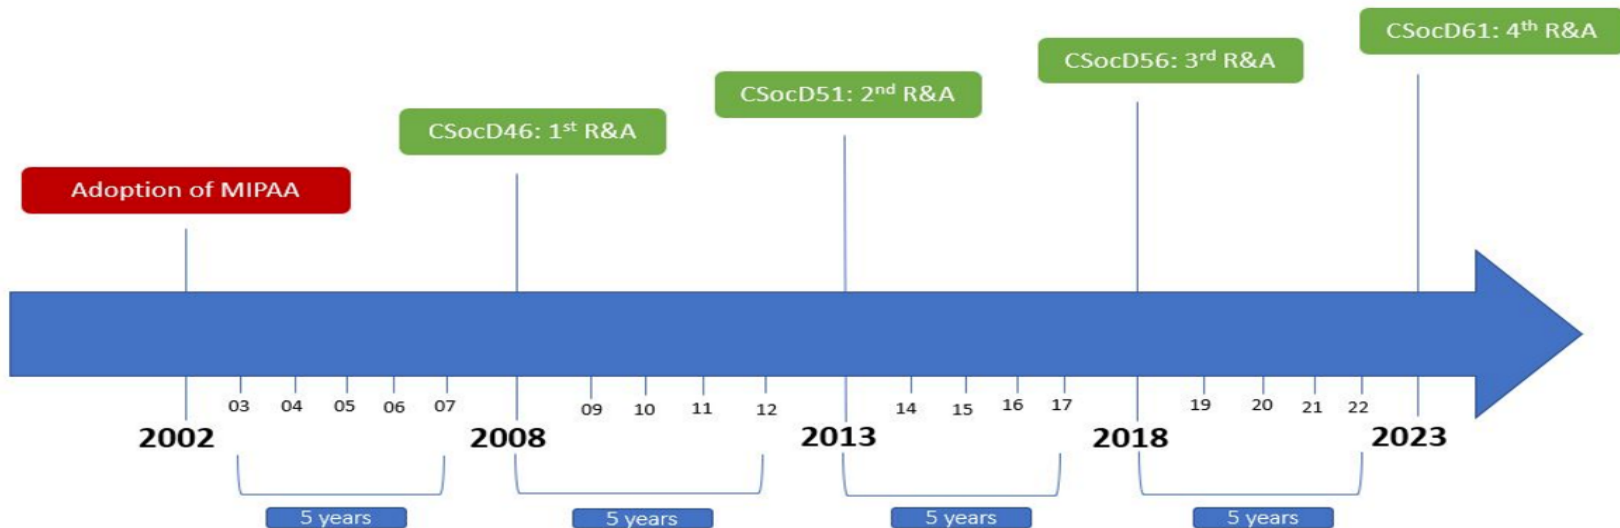 CSocD61: 4th R&A
CSocD56: 3rd R&A
CSocD51: 2nd R&A
CSocD46: 1st R&A
Adoption of MIPAA
03 04 05 06 07 09 10 11 12 14 15 16 17 19 20 21 22
2002 2008 2013 2018 2023
5 years 5 years 5 years 5 years